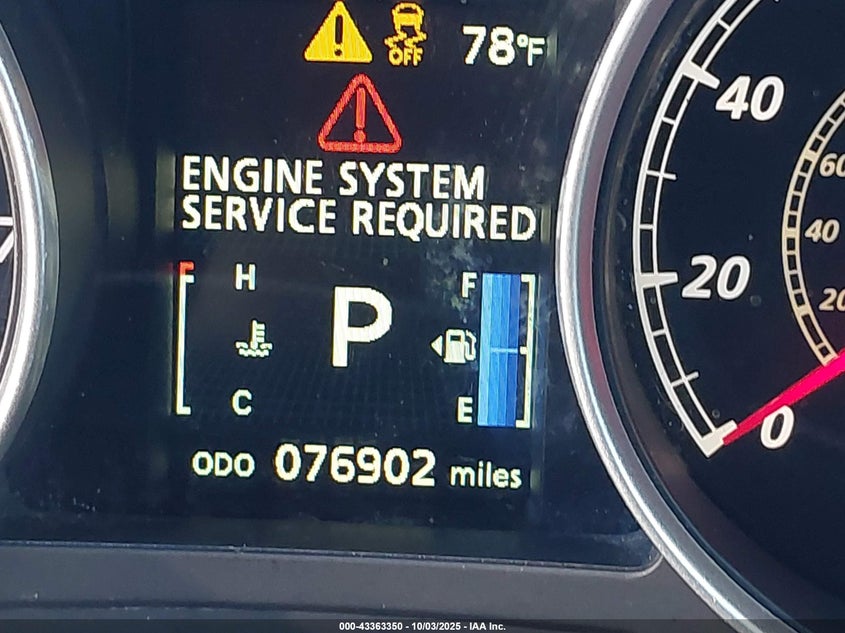 OFF 78°F
ENGINE SYSTEM
SERVICE REQUIRED
H P F
C E
ODO 076902 miles
40
20
0
60
40
20
000-43363350 - 10/03/2025 - IAA Inc.